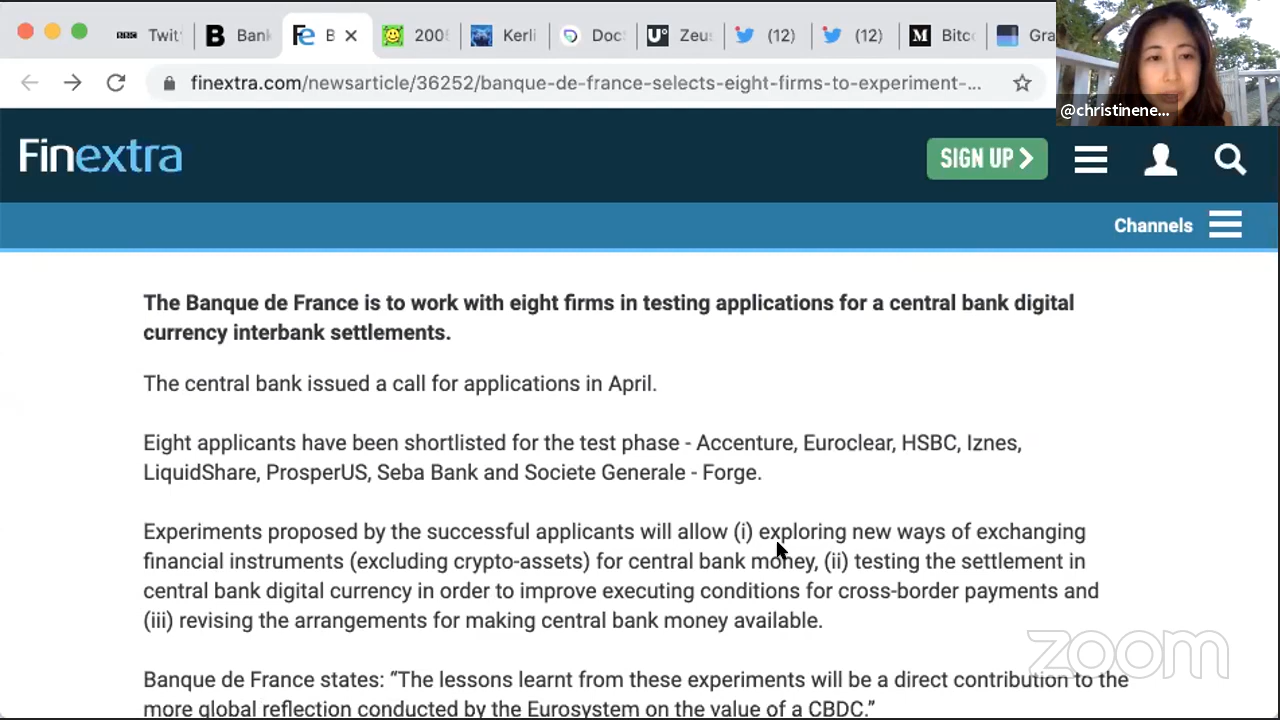 Twit
Bank
B
2009
Kerli
Doc
Zeus
(12)
(12)
Bitc
Gra
finextra.com/newsarticle/36252/banque-de-france-selects-eight-firms-to-experiment-...
@christinene...
Finextra
SIGN UP
Channels
The Banque de France is to work with eight firms in testing applications for a central bank digital
currency interbank settlements.
The central bank issued a call for applications in April.
Eight applicants have been shortlisted for the test phase - Accenture, Euroclear, HSBC, Iznes,
LiquidShare, ProsperUS, Seba Bank and Societe Generale - Forge.
Experiments proposed by the successful applicants will allow (i) exploring new ways of exchanging
financial instruments (excluding crypto-assets) for central bank money, (ii) testing the settlement in
central bank digital currency in order to improve executing conditions for cross-border payments and
(iii) revising the arrangements for making central bank money available.
zoom
Banque de France states: “The lessons learnt from these experiments will be a direct contribution to the
more global reflection conducted by the Eurosystem on the value of a CBDC.”